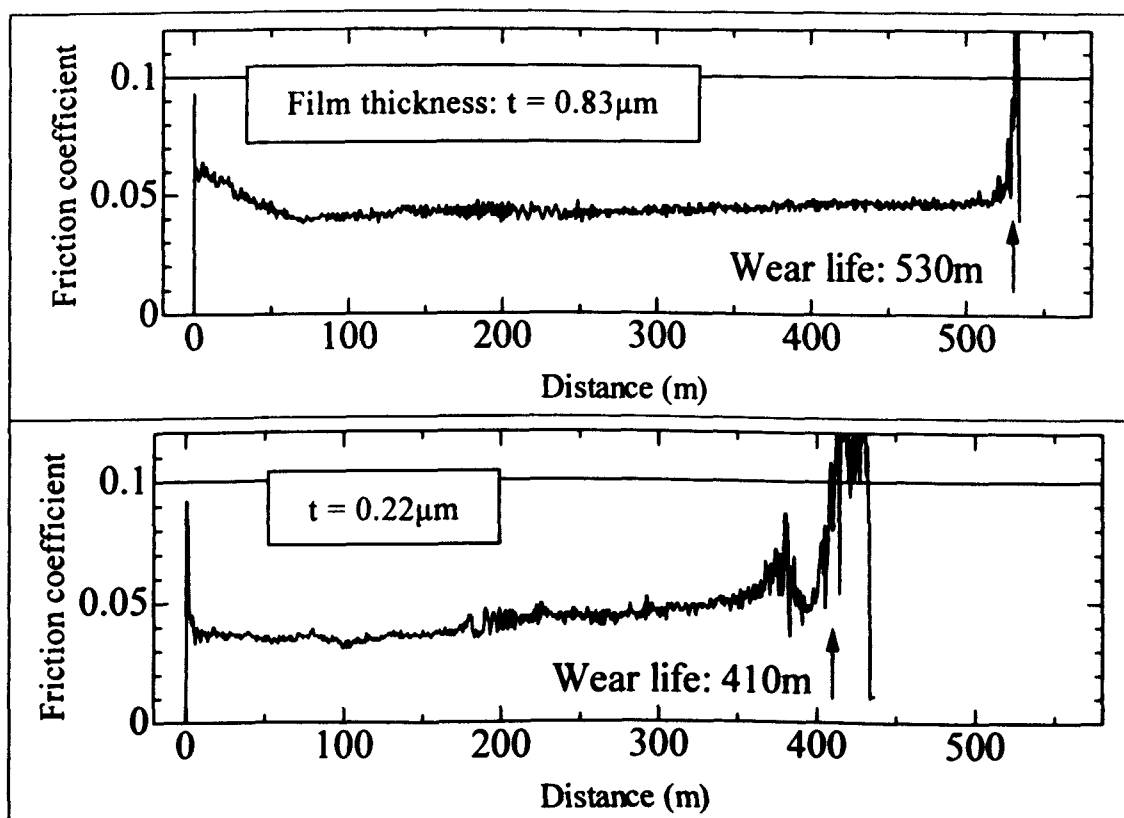 Friction coefficient
0.1
0.05
0
Film thickness: t = 0.83μm
Wear life: 530m
0 100 200 300 400 500
Distance (m)
Friction coefficient
0.1
0.05
0
t = 0.22μm
Wear life: 410m
0 100 200 300 400 500
Distance (m)